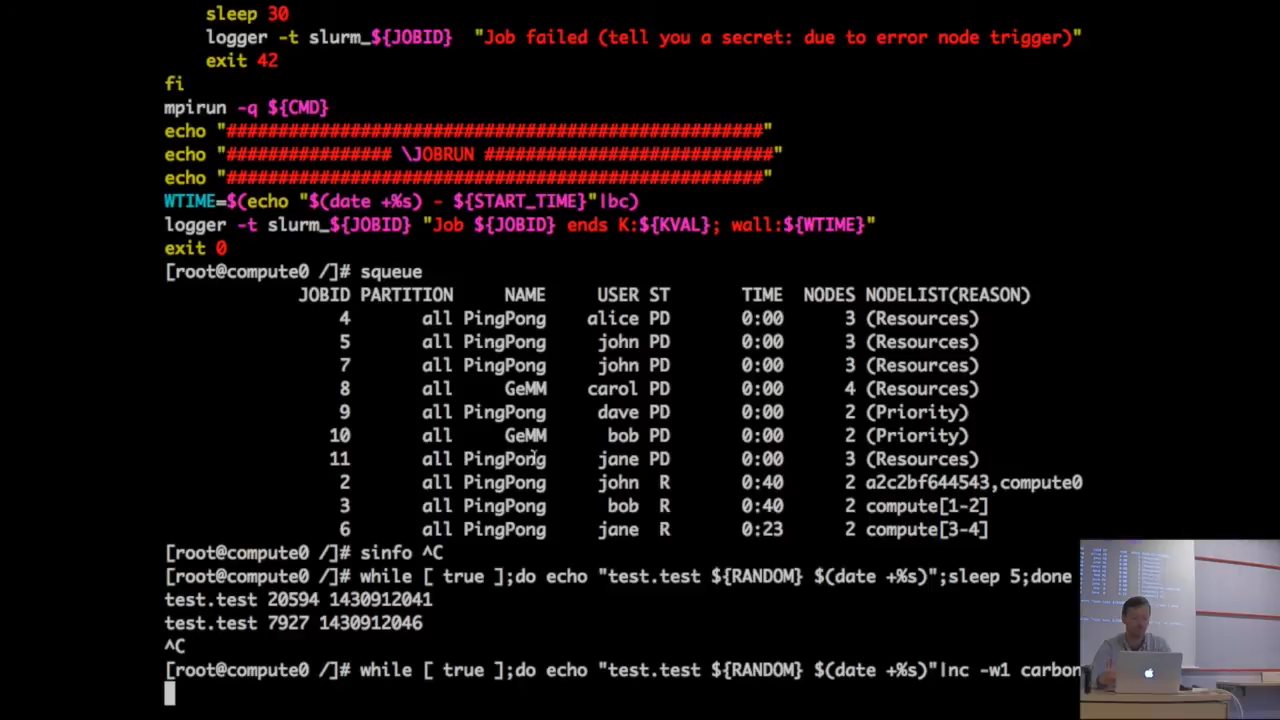 sleep 30
logger -t slurm_${JOBID}  "Job failed (tell you a secret: due to error node trigger)"
exit 42
fi
mpirun -q ${CMD}
echo "####################################################"
echo "################ \JOBRUN ############################"
echo "####################################################"
WTIME=$(echo "$(date +%s) - ${START_TIME}"|bc)
logger -t slurm_${JOBID} "Job ${JOBID} ends K:${KVAL}; wall:${WTIME}"
exit 0
[root@compute0 /]# squeue
JOBID PARTITION NAME USER ST TIME NODES NODELIST(REASON)
4 all PingPong alice PD 0:00 3 (Resources)
5 all PingPong john PD 0:00 3 (Resources)
7 all PingPong john PD 0:00 3 (Resources)
8 all GeMM carol PD 0:00 4 (Resources)
9 all PingPong dave PD 0:00 2 (Priority)
10 all GeMM bob PD 0:00 2 (Priority)
11 all PingPong jane PD 0:00 3 (Resources)
2 all PingPong john R 0:40 2 a2c2bf644543,compute0
3 all PingPong bob R 0:40 2 compute[1-2]
6 all PingPong jane R 0:23 2 compute[3-4]
[root@compute0 /]# sinfo ^C
[root@compute0 /]# while [ true ];do echo "test.test ${RANDOM} $(date +%s)";sleep 5;done
test.test 20594 1430912041
test.test 7927 1430912046
^C
[root@compute0 /]# while [ true ];do echo "test.test ${RANDOM} $(date +%s)"|nc -w1 carbon